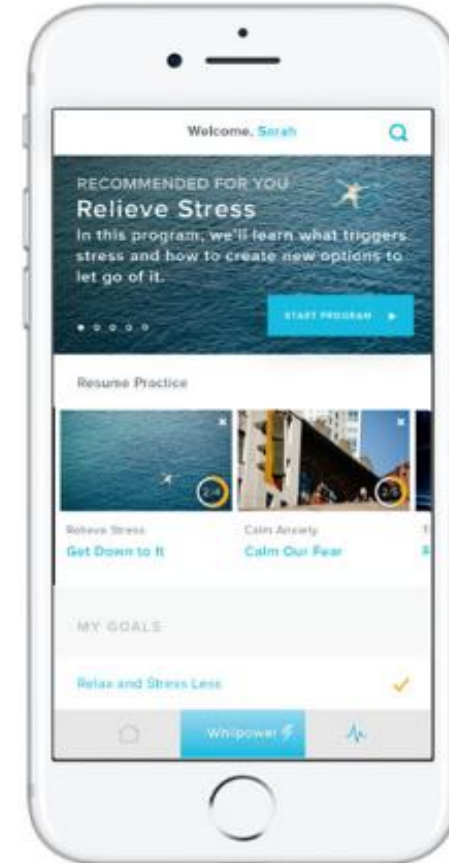 Welcome, Sarah
RECOMMENDED FOR YOU
Relieve Stress
In this program, we'll learn what triggers
stress and how to create new options to
let go of it.
START PROGRAM
Resume Practice
2/4
2/5
Relieve Stress
Calm Anxiety
Get Down to It
Calm Our Fear
MY GOALS
Relax and Stress Less
Whilpower